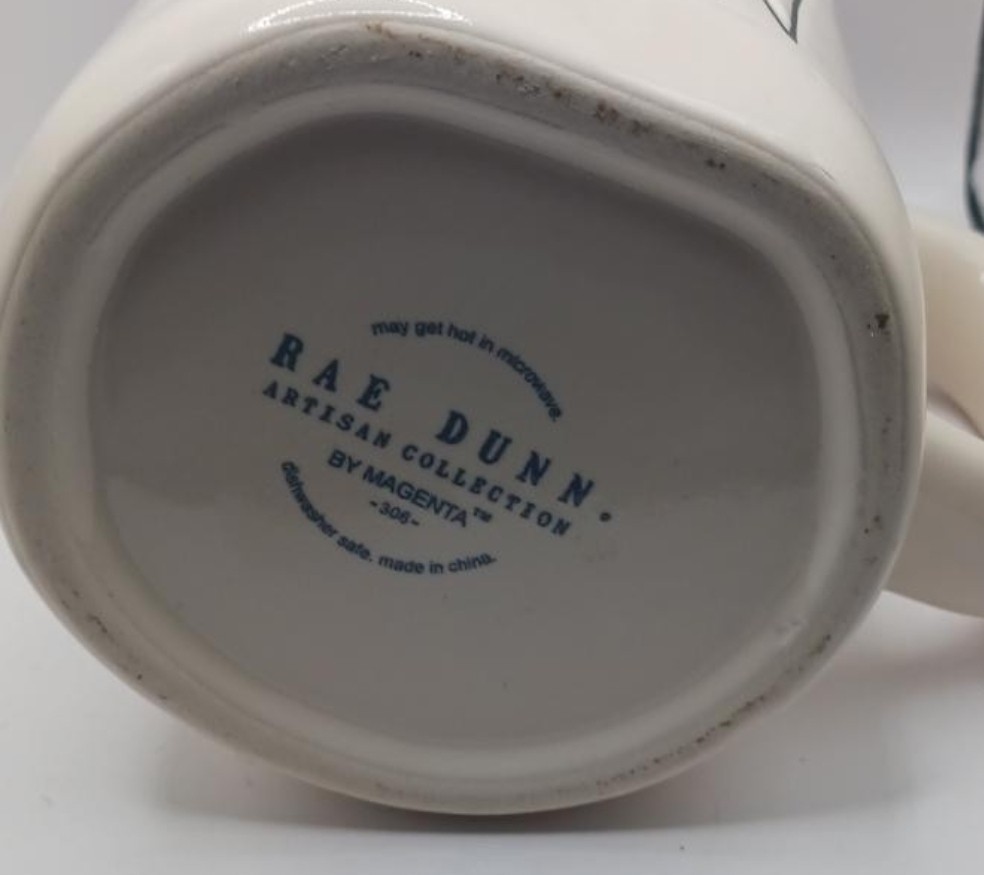 may get hot in microwave.
RAE DUNN.
ARTISAN COLLECTION
BY MAGENTA™
-306-
dishwasher safe. made in china.